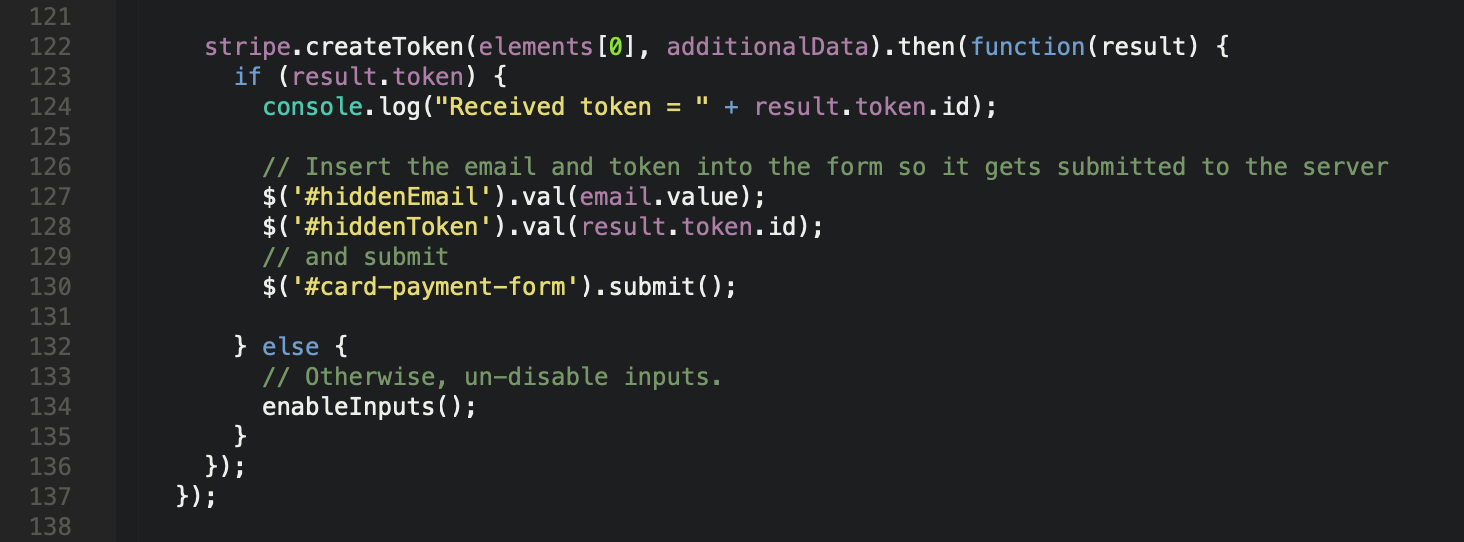 121
122 stripe.createToken(elements[0], additionalData).then(function(result) {
123 if (result.token) {
124 console.log("Received token = " + result.token.id);
125
126 // Insert the email and token into the form so it gets submitted to the server
127 $('#hiddenEmail').val(email.value);
128 $('#hiddenToken').val(result.token.id);
129 // and submit
130 $('#card-payment-form').submit();
131
132 } else {
133 // Otherwise, un-disable inputs.
134 enableInputs();
135 }
136 });
137 });
138